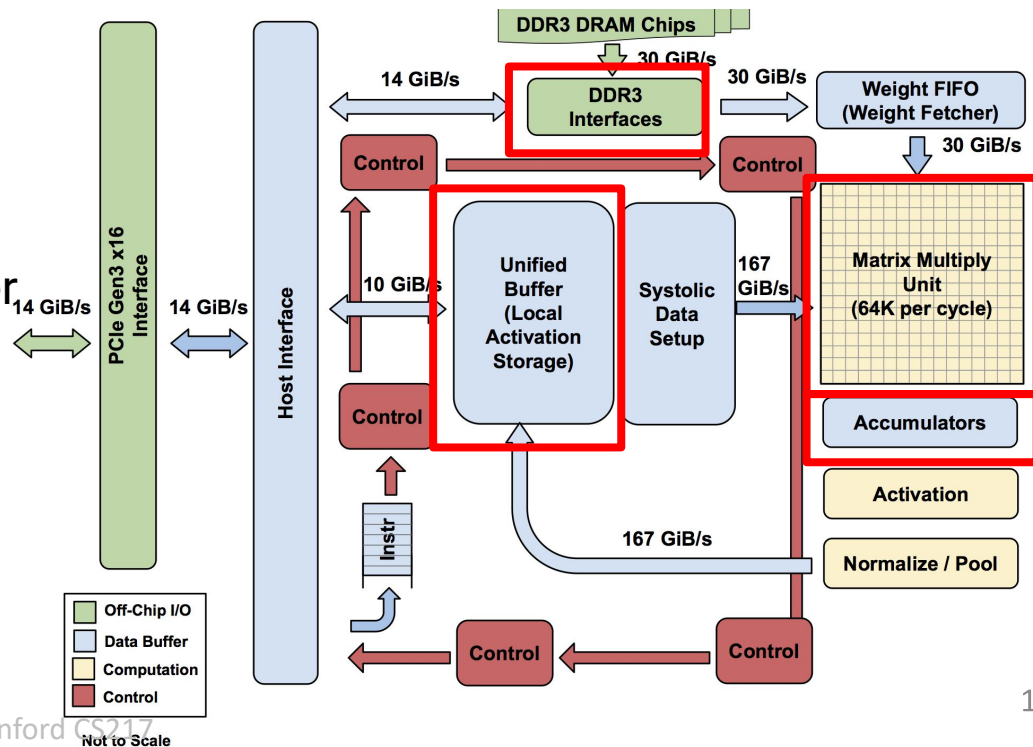 DDR3 DRAM Chips
30 GiB/s
14 GiB/s
DDR3
Interfaces
30 GiB/s
Weight FIFO
(Weight Fetcher)
30 GiB/s
Control
Control
PCIe Gen3 x16
Interface
Host Interface
14 GiB/s
14 GiB/s
10 GiB/s
Unified
Buffer
(Local
Activation
Storage)
Systolic
Data
Setup
167
GiB/s
Matrix Multiply
Unit
(64K per cycle)
Control
Accumulators
Activation
Instr
167 GiB/s
Normalize / Pool
Off-Chip I/O
Data Buffer
Computation
Control
Control
Control
nford CS217
Not to Scale
1